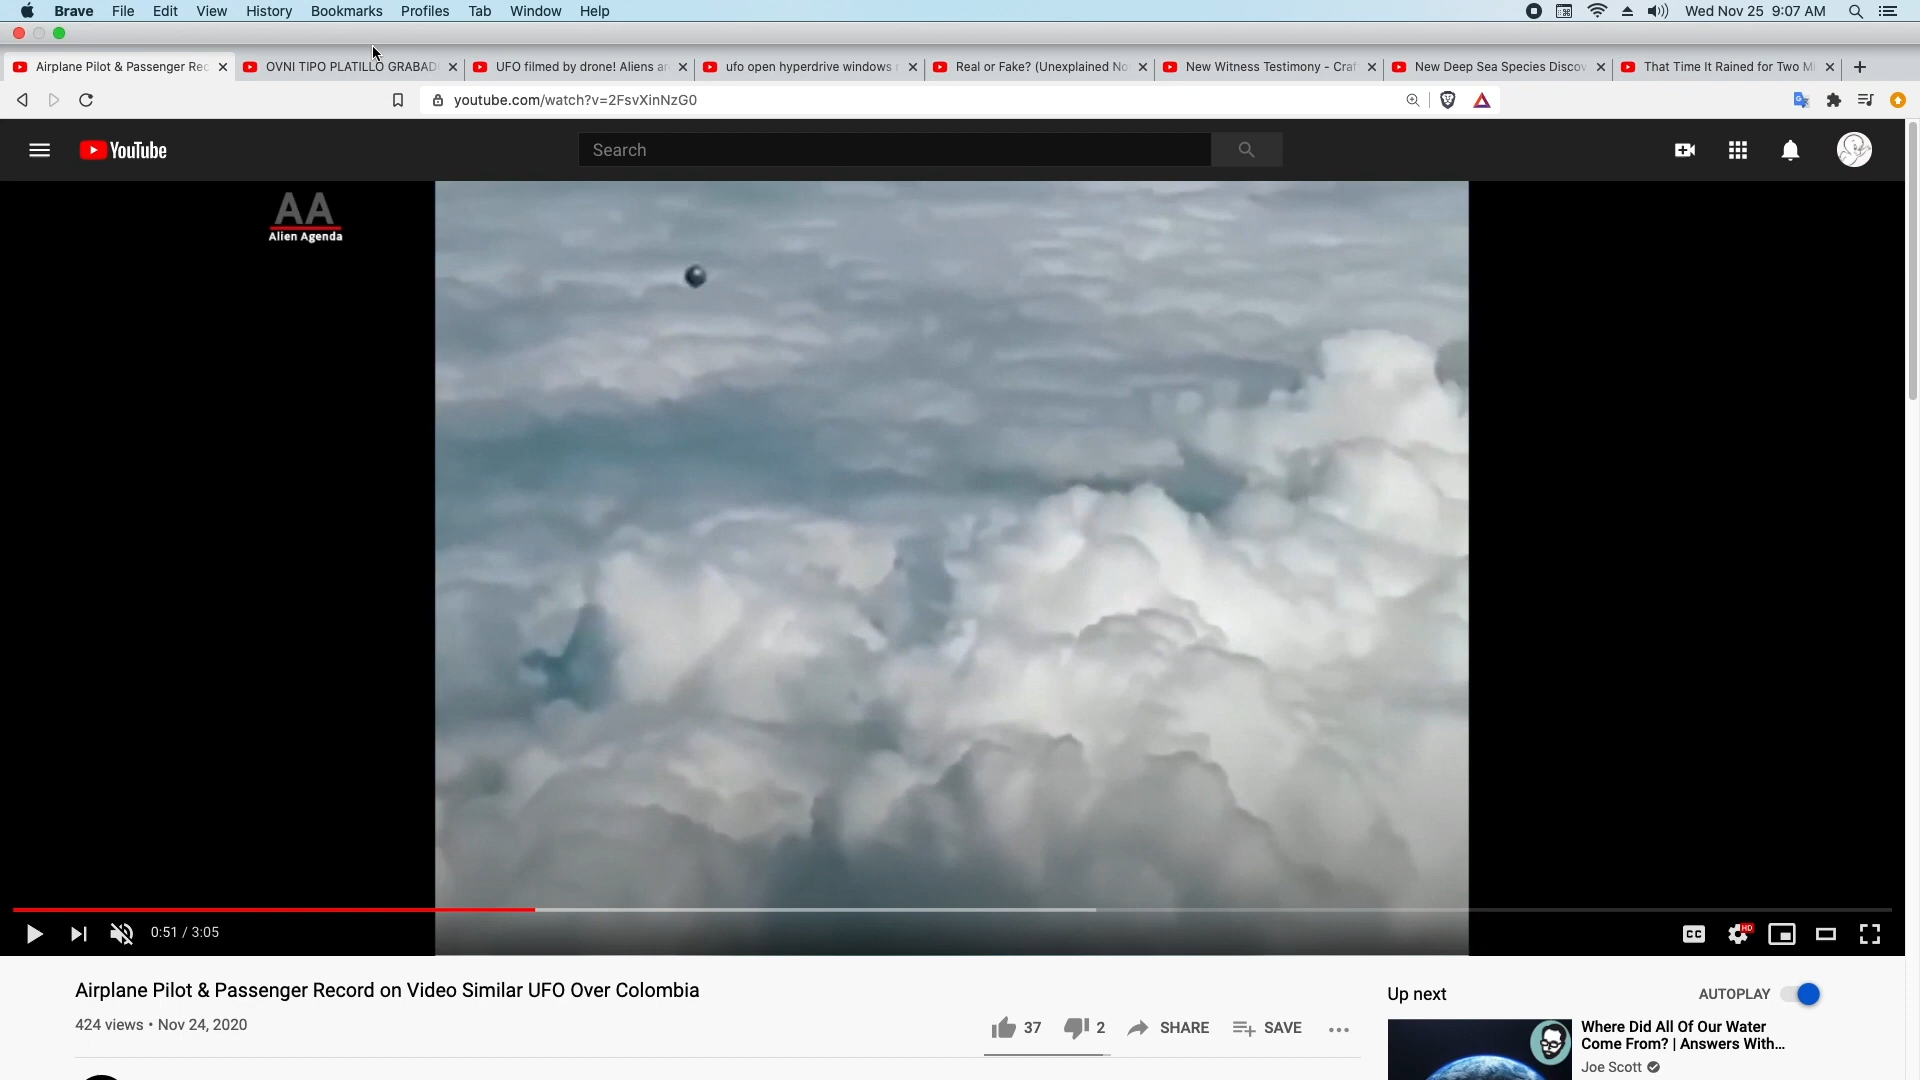 Brave File Edit View History Bookmarks Profiles Tab Window Help Wed Nov 25 9:07 AM
Airplane Pilot & Passenger Rec OVNI TIPO PLATILLO GRABAD UFO filmed by drone! Aliens ar ufo open hyperdrive windows Real or Fake? (Unexplained No New Witness Testimony - Craf New Deep Sea Species Discov That Time It Rained for Two Mi
youtube.com/watch?v=2FsvXinNzG0
YouTube Search
AA
Alien Agenda
0:51 / 3:05 CC HD
Airplane Pilot & Passenger Record on Video Similar UFO Over Colombia
424 views • Nov 24, 2020
37 2 SHARE SAVE
Up next AUTOPLAY
Where Did All Of Our Water
Come From? | Answers With...
Joe Scott